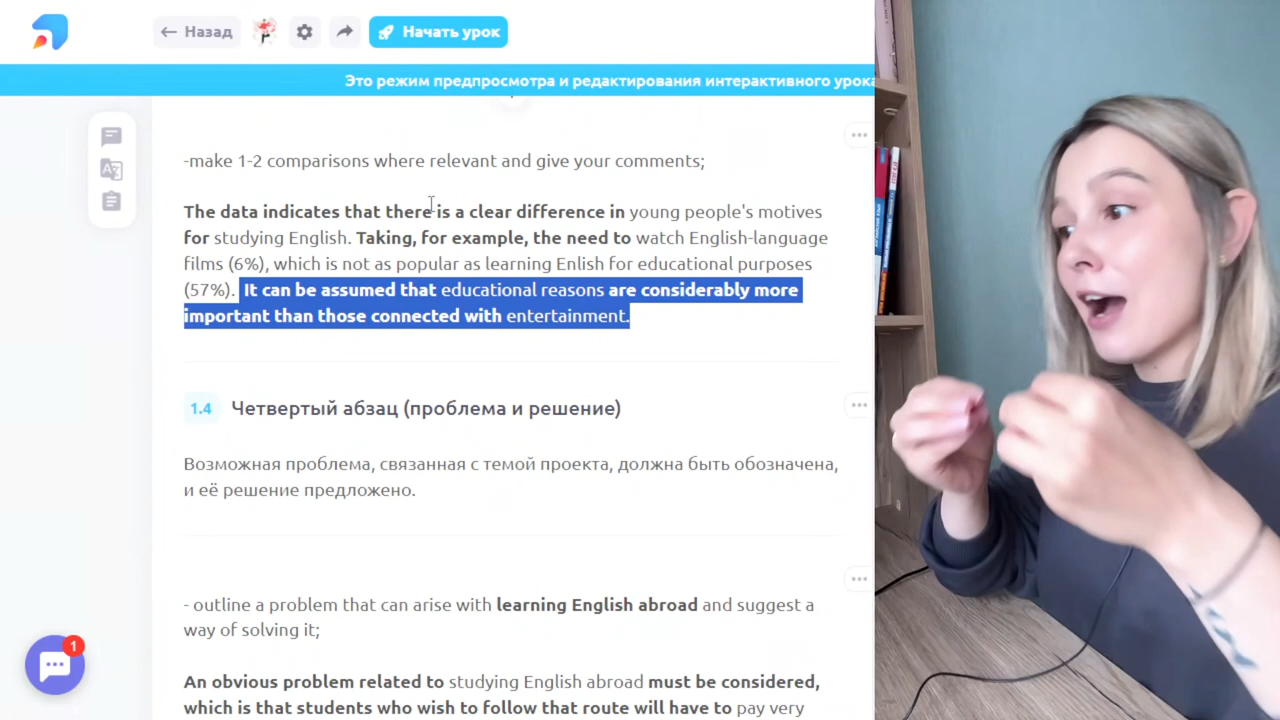 Назад
Начать урок
Это режим предпросмотра и редактирования интерактивного урока
-make 1-2 comparisons where relevant and give your comments;
The data indicates that there is a clear difference in young people's motives
for studying English. Taking, for example, the need to watch English-language
films (6%), which is not as popular as learning Enlish for educational purposes
(57%). It can be assumed that educational reasons are considerably more
important than those connected with entertainment.
1.4 Четвертый абзац (проблема и решение)
Возможная проблема, связанная с темой проекта, должна быть обозначена,
и её решение предложено.
- outline a problem that can arise with learning English abroad and suggest a
way of solving it;
1
An obvious problem related to studying English abroad must be considered,
which is that students who wish to follow that route will have to pay very